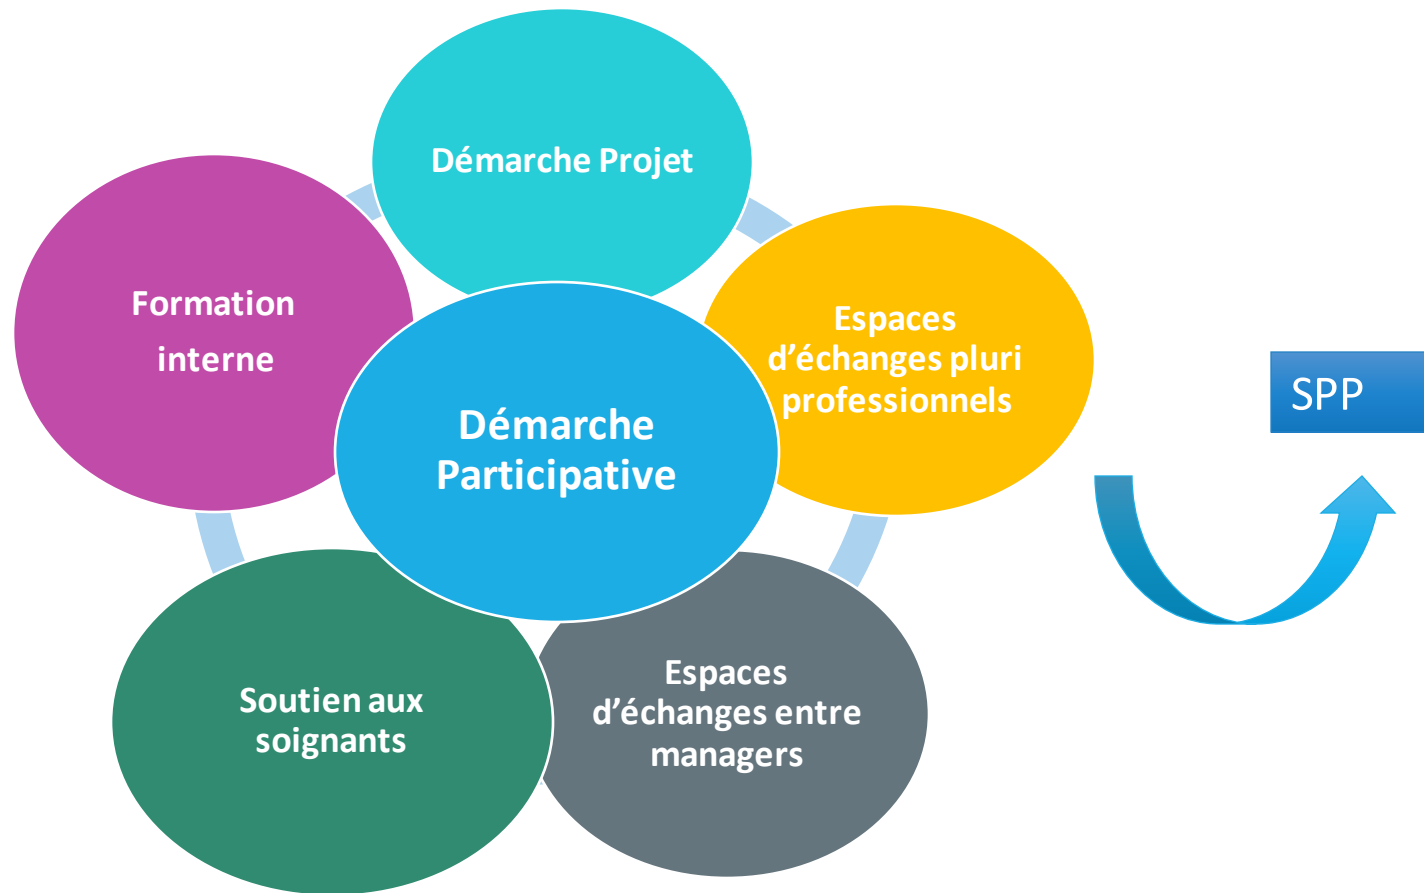 Démarche Projet
Formation
interne
Espaces
d’échanges pluri
professionnels
Démarche
Participative
SPP
Soutien aux
soignants
Espaces
d’échanges entre
managers